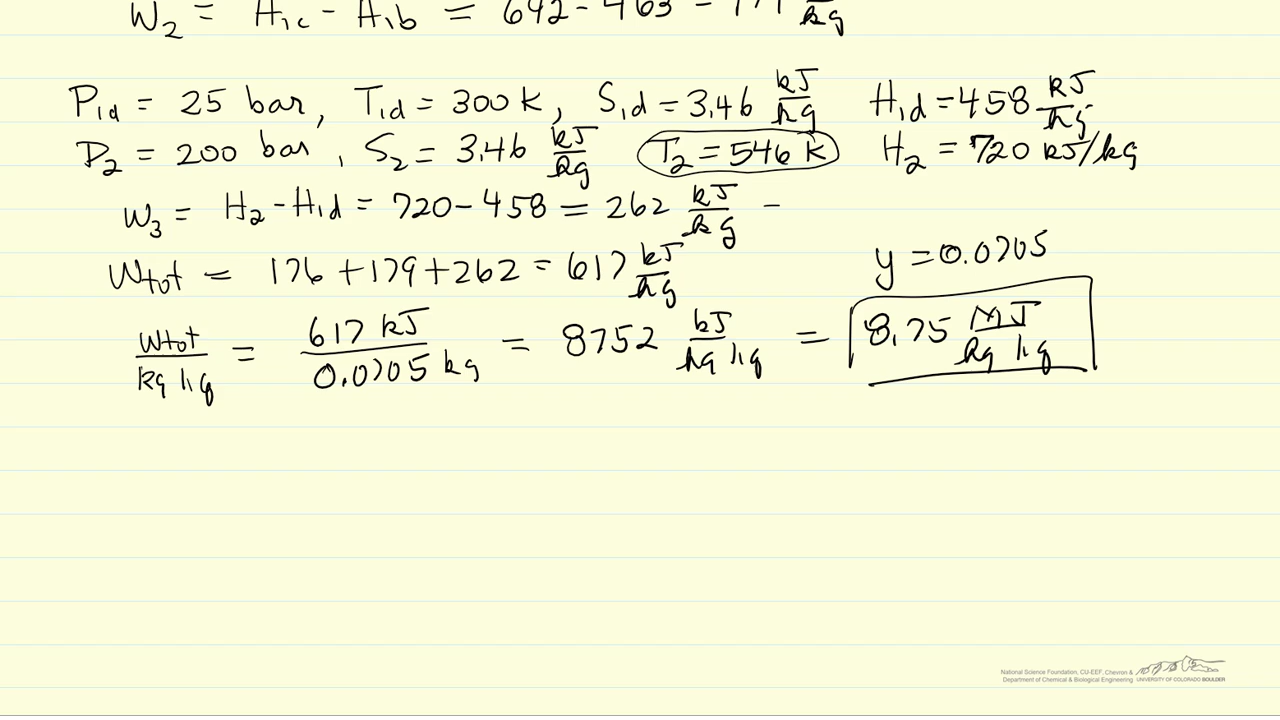 W2 = H1c - H1b = 642 - 463 = 179 kJ/kg
P1d = 25 bar, T1d = 300 K, S1d = 3.46 kJ/kg H1d = 458 kJ/kg
P2 = 200 bar, S2 = 3.46 kJ/kg T2 = 546 K H2 = 720 kJ/kg
W3 = H2 - H1d = 720 - 458 = 262 kJ/kg -
Wtot = 176 + 179 + 262 = 617 kJ/kg
y = 0.0705
Wtot/kg liq = 617 kJ/0.0705 kg = 8752 kJ/kg liq = 8.75 MJ/kg liq
National Science Foundation, CU-EEF, Chevron &
Department of Chemical & Biological Engineering UNIVERSITY OF COLORADO BOULDER